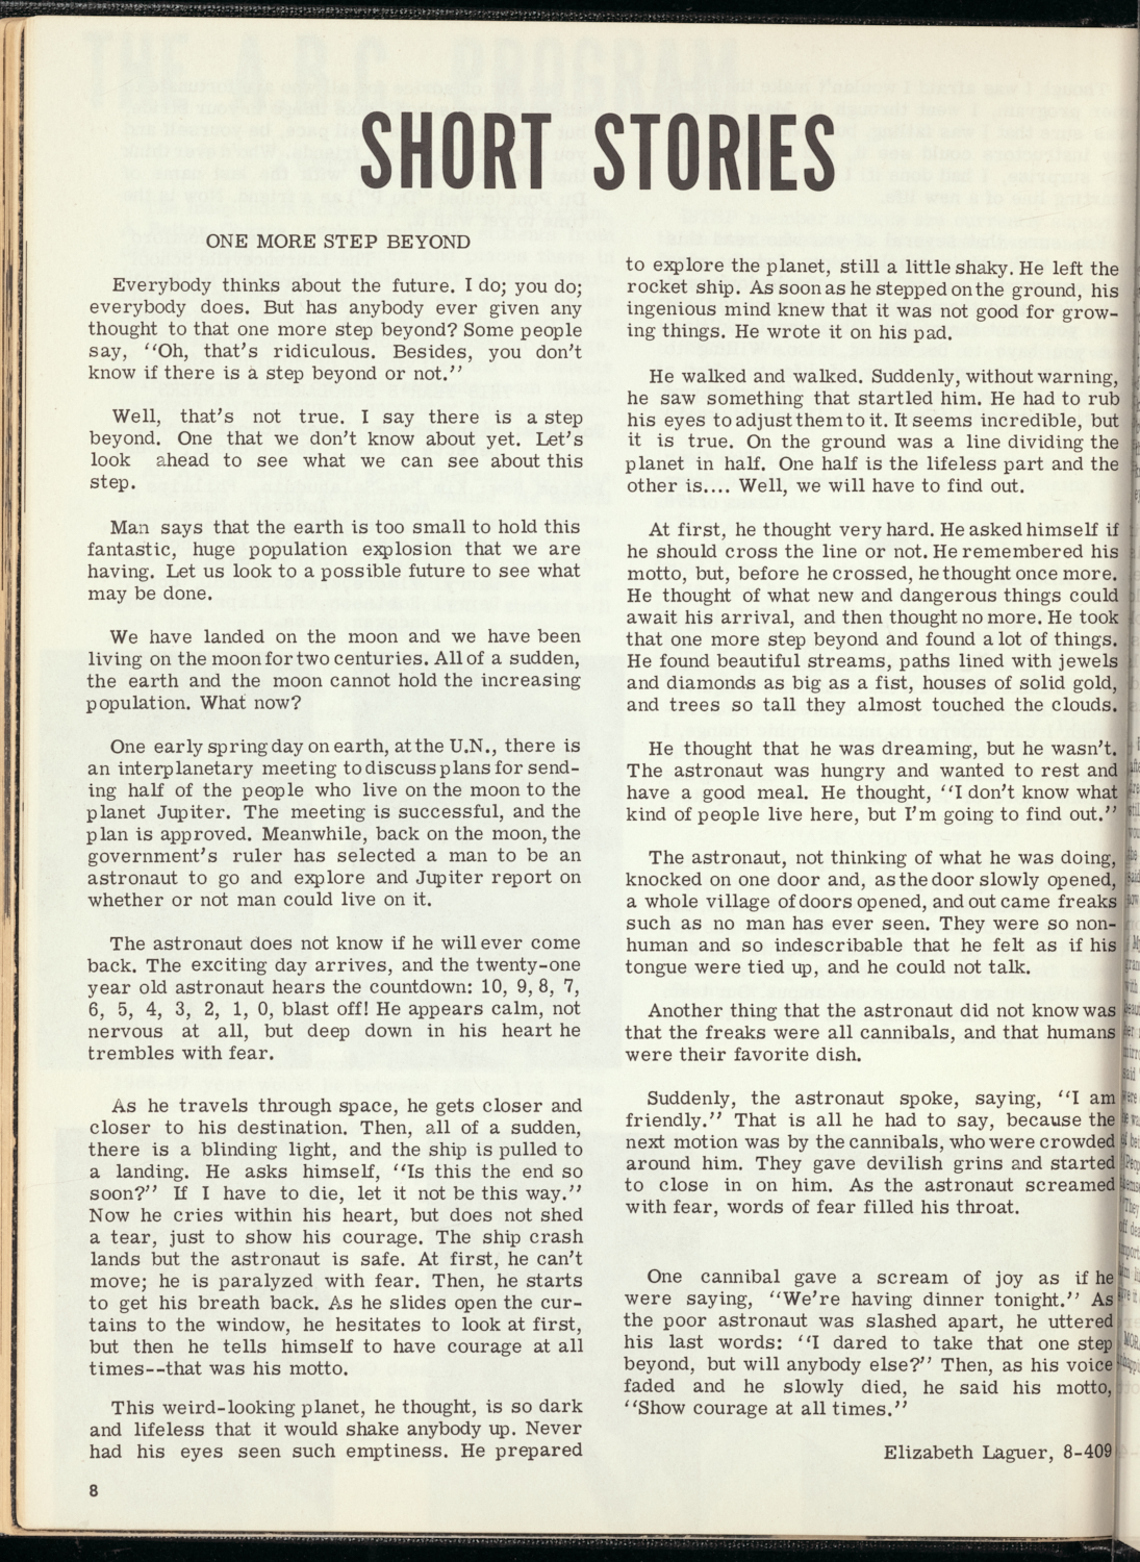 SHORT STORIES
ONE MORE STEP BEYOND
Everybody thinks about the future. I do; you do;
everybody does. But has anybody ever given any
thought to that one more step beyond? Some people
say, “Oh, that’s ridiculous. Besides, you don’t
know if there is a step beyond or not.”
Well, that’s not true. I say there is a step
beyond. One that we don’t know about yet. Let’s
look ahead to see what we can see about this
step.
Man says that the earth is too small to hold this
fantastic, huge population explosion that we are
having. Let us look to a possible future to see what
may be done.
We have landed on the moon and we have been
living on the moon for two centuries. All of a sudden,
the earth and the moon cannot hold the increasing
population. What now?
One early spring day on earth, at the U.N., there is
an interplanetary meeting to discuss plans for send-
ing half of the people who live on the moon to the
planet Jupiter. The meeting is successful, and the
plan is approved. Meanwhile, back on the moon, the
government’s ruler has selected a man to be an
astronaut to go and explore and Jupiter report on
whether or not man could live on it.
The astronaut does not know if he will ever come
back. The exciting day arrives, and the twenty-one
year old astronaut hears the countdown: 10, 9, 8, 7,
6, 5, 4, 3, 2, 1, 0, blast off! He appears calm, not
nervous at all, but deep down in his heart he
trembles with fear.
As he travels through space, he gets closer and
closer to his destination. Then, all of a sudden,
there is a blinding light, and the ship is pulled to
a landing. He asks himself, “Is this the end so
soon?” If I have to die, let it not be this way.”
Now he cries within his heart, but does not shed
a tear, just to show his courage. The ship crash
lands but the astronaut is safe. At first, he can’t
move; he is paralyzed with fear. Then, he starts
to get his breath back. As he slides open the cur-
tains to the window, he hesitates to look at first,
but then he tells himself to have courage at all
times--that was his motto.
This weird-looking planet, he thought, is so dark
and lifeless that it would shake anybody up. Never
had his eyes seen such emptiness. He prepared
to explore the planet, still a little shaky. He left the
rocket ship. As soon as he stepped on the ground, his
ingenious mind knew that it was not good for grow-
ing things. He wrote it on his pad.
He walked and walked. Suddenly, without warning,
he saw something that startled him. He had to rub
his eyes to adjust them to it. It seems incredible, but
it is true. On the ground was a line dividing the
planet in half. One half is the lifeless part and the
other is.... Well, we will have to find out.
At first, he thought very hard. He asked himself if
he should cross the line or not. He remembered his
motto, but, before he crossed, he thought once more.
He thought of what new and dangerous things could
await his arrival, and then thought no more. He took
that one more step beyond and found a lot of things.
He found beautiful streams, paths lined with jewels
and diamonds as big as a fist, houses of solid gold,
and trees so tall they almost touched the clouds.
He thought that he was dreaming, but he wasn’t.
The astronaut was hungry and wanted to rest and
have a good meal. He thought, “I don’t know what
kind of people live here, but I’m going to find out.”
The astronaut, not thinking of what he was doing,
knocked on one door and, as the door slowly opened,
a whole village of doors opened, and out came freaks
such as no man has ever seen. They were so non-
human and so indescribable that he felt as if his
tongue were tied up, and he could not talk.
Another thing that the astronaut did not know was
that the freaks were all cannibals, and that humans
were their favorite dish.
Suddenly, the astronaut spoke, saying, “I am
friendly.” That is all he had to say, because the
next motion was by the cannibals, who were crowded
around him. They gave devilish grins and started
to close in on him. As the astronaut screamed
with fear, words of fear filled his throat.
One cannibal gave a scream of joy as if he
were saying, “We’re having dinner tonight.” As
the poor astronaut was slashed apart, he uttered
his last words: “I dared to take that one step
beyond, but will anybody else?” Then, as his voice
faded and he slowly died, he said his motto,
“Show courage at all times.”
Elizabeth Laguer, 8-409
8